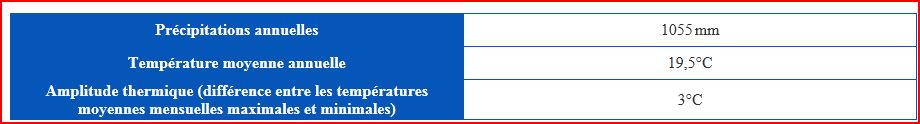 Précipitations annuelles 1055 mm
Température moyenne annuelle 19,5°C
Amplitude thermique (différence entre les températures
moyennes mensuelles maximales et minimales) 3°C